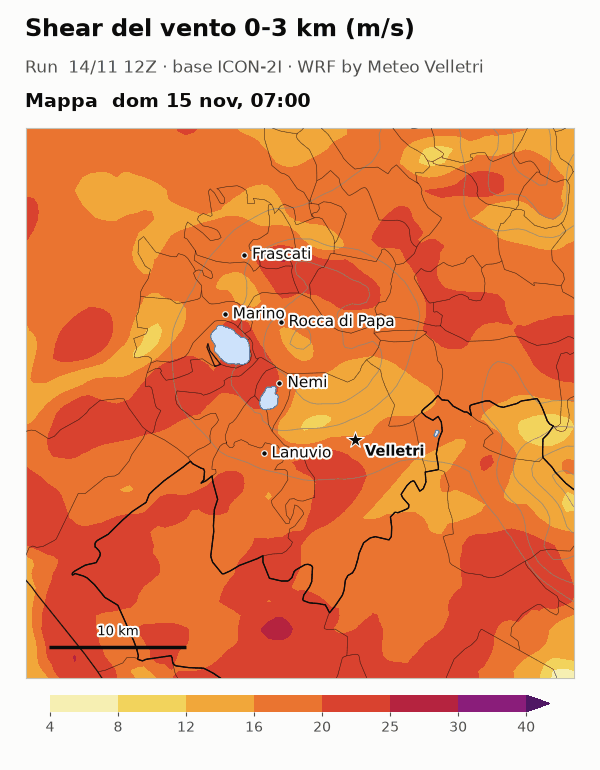 Shear del vento 0-3 km (m/s)
Run 14/11 12Z · base ICON-2I · WRF by Meteo Velletri
Mappa dom 15 nov, 07:00
Frascati
Marino
Rocca di Papa
Nemi
Velletri
Lanuvio
10 km
4 8 12 16 20 25 30 40